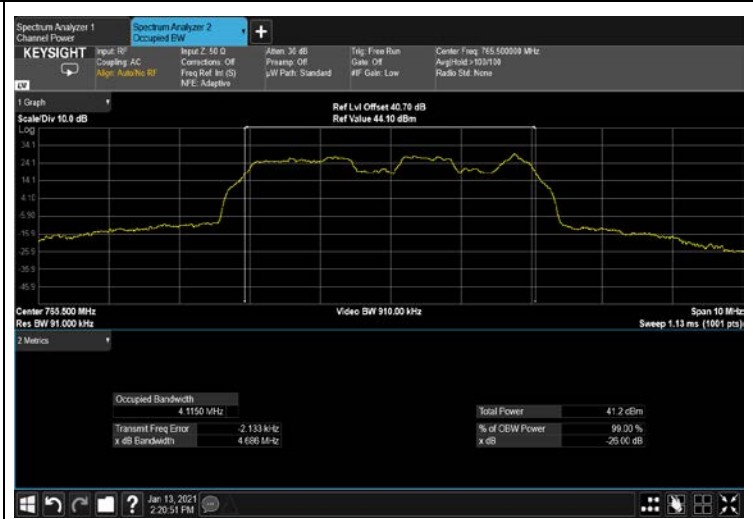 Spectrum Analyzer 1
Channel Power
Spectrum Analyzer 2
Occupied BW
+
KEYSIGHT
Input: RF
Coupling: AC
Align: Auto/No RF
Input Z: 50 Ω
Corrections: Off
Freq Ref: Int (S)
NFE: Adaptive
Atten: 30 dB
Preamp: Off
µW Path: Standard
Trig: Free Run
Gate: Off
#IF Gain: Low
Center Freq: 765.500000 MHz
Avg|Hold:>100/100
Radio Std: None
LV
1 Graph
Scale/Div 10.0 dB
Ref Lvl Offset 40.70 dB
Ref Value 44.10 dBm
Log
34.1
24.1
14.1
4.10
-5.90
-15.9
-25.9
-35.9
-45.9
Center 765.500 MHz
Res BW 91.000 kHz
Video BW 910.00 kHz
Span 10 MHz
Sweep 1.13 ms (1001 pts)
2 Metrics
Occupied Bandwidth
4.1150 MHz
Transmit Freq Error -2.133 kHz
x dB Bandwidth 4.686 MHz
Total Power 41.2 dBm
% of OBW Power 99.00 %
x dB -26.00 dB
?
Jan 13, 2021
2:20:51 PM